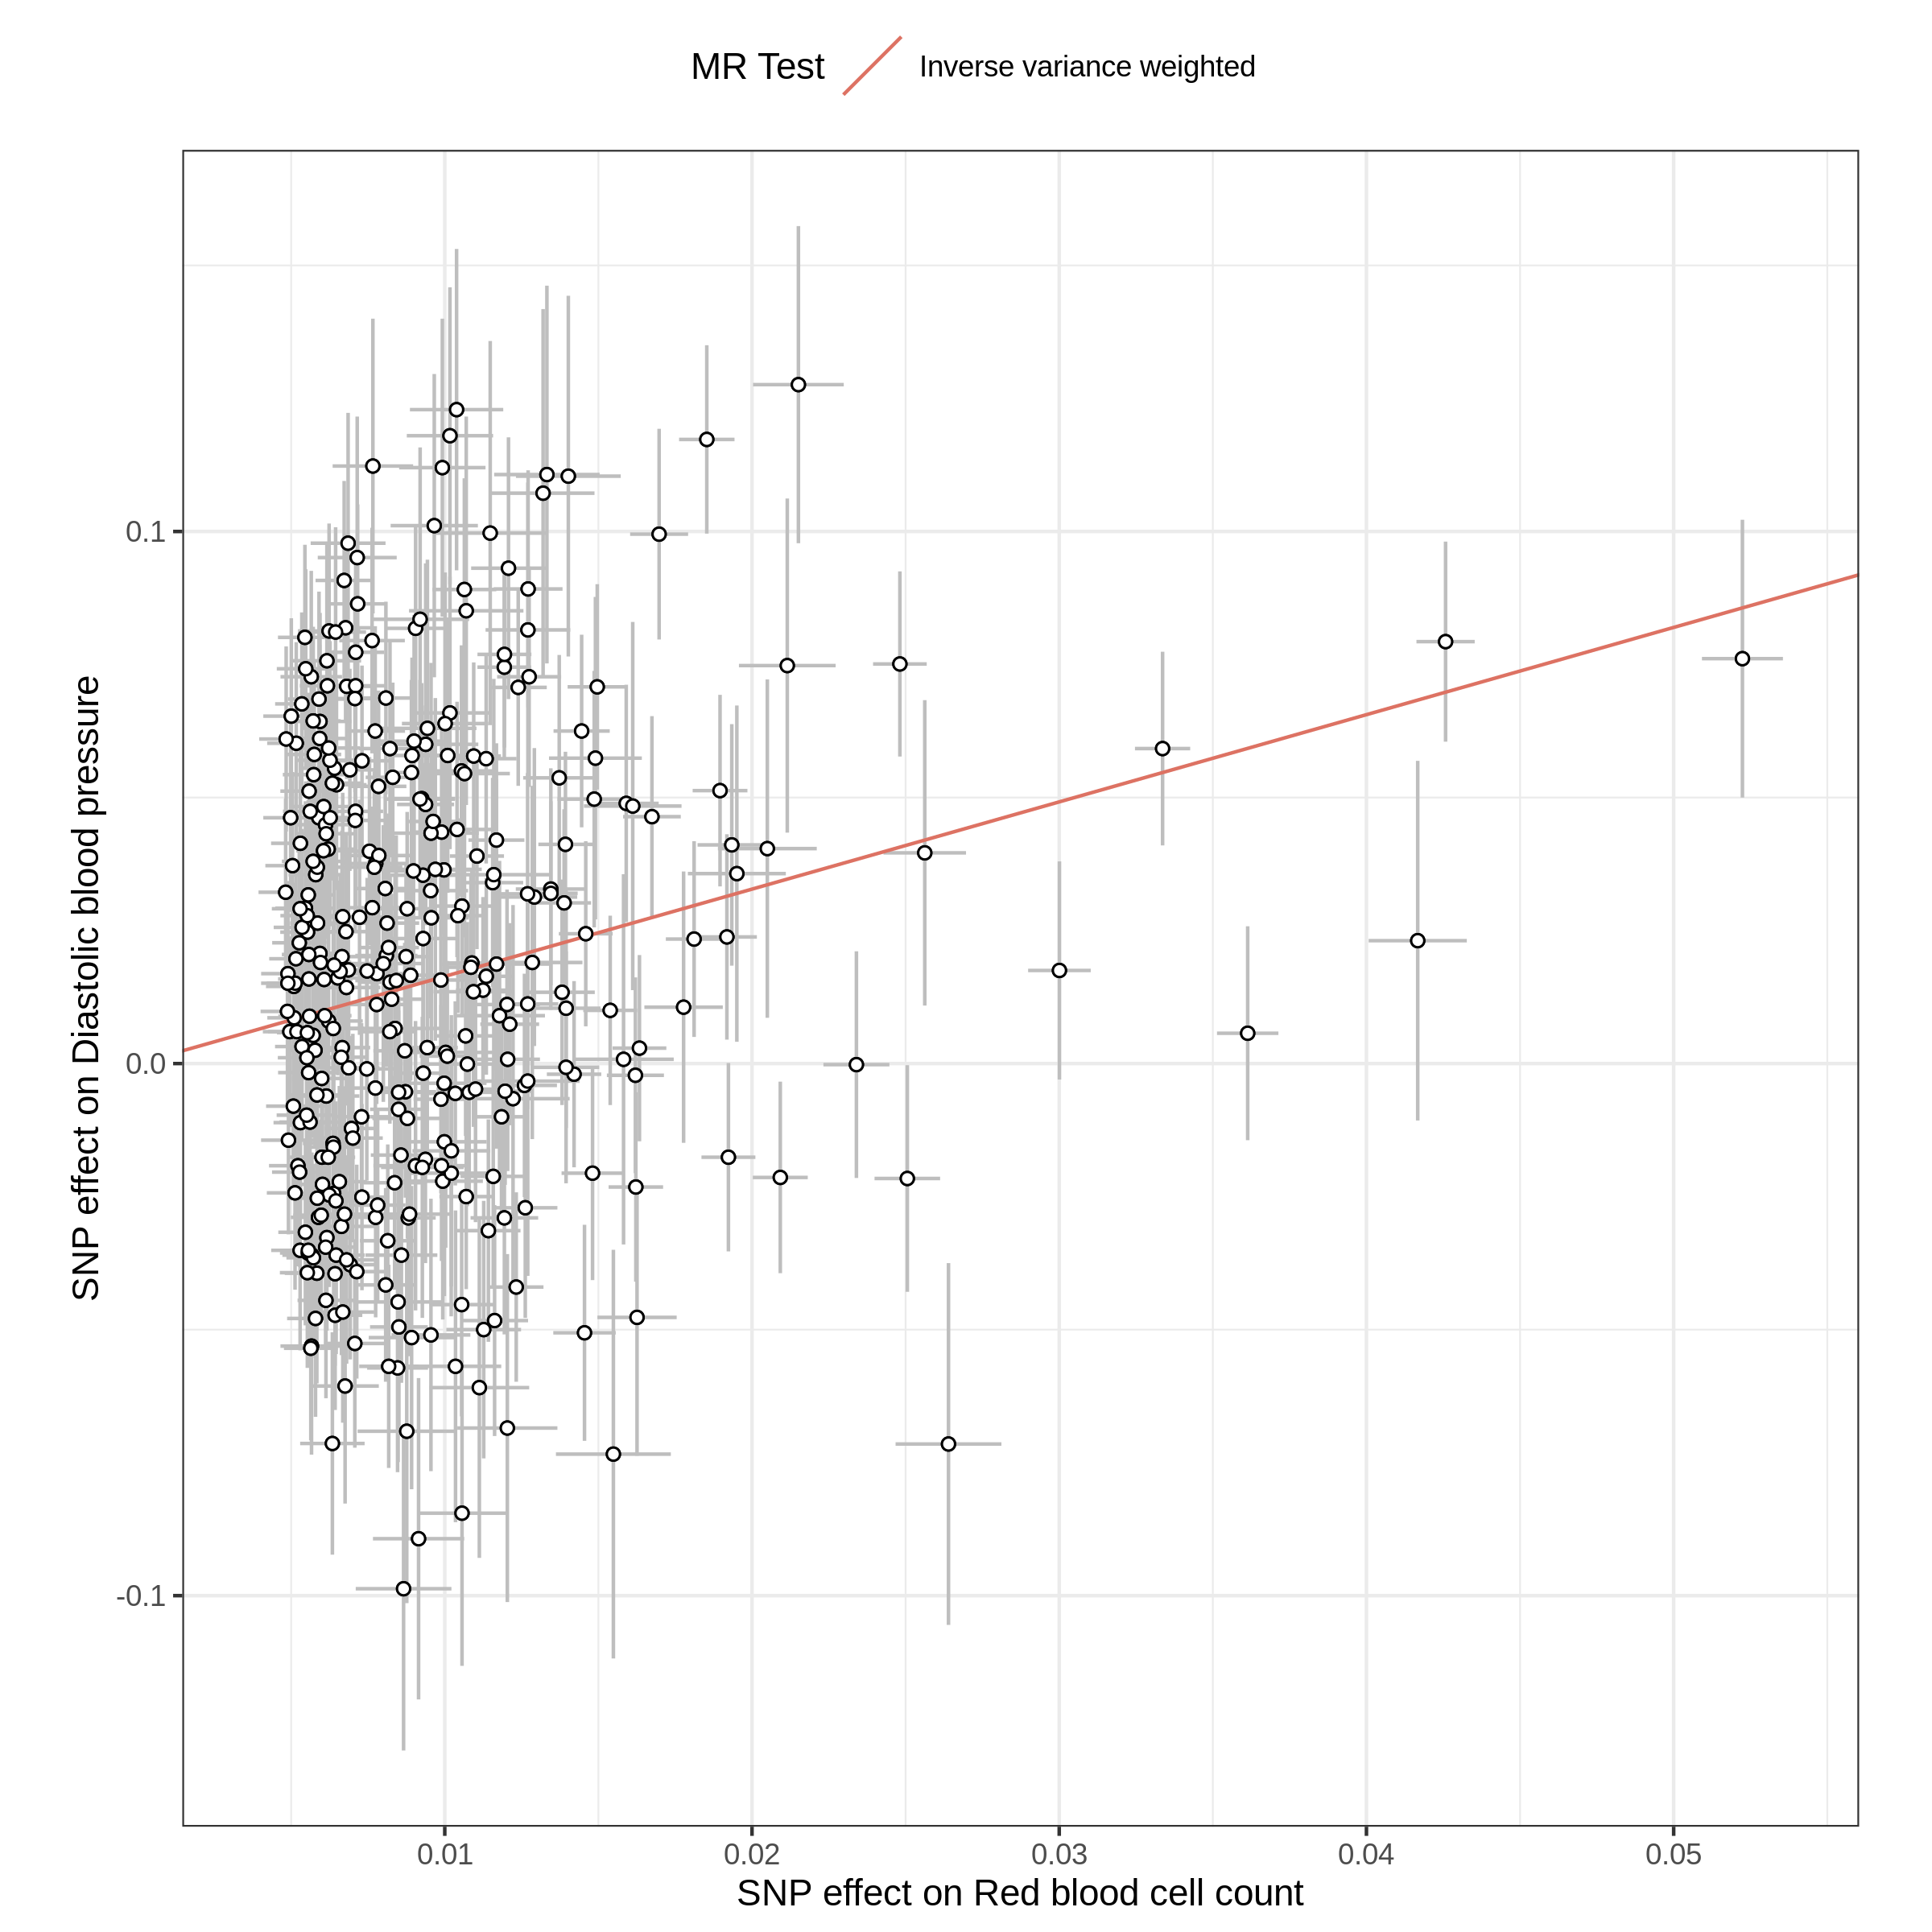 MR Test Inverse variance weighted
SNP effect on Diastolic blood pressure
0.1
0.0
-0.1
0.01 0.02 0.03 0.04 0.05
SNP effect on Red blood cell count